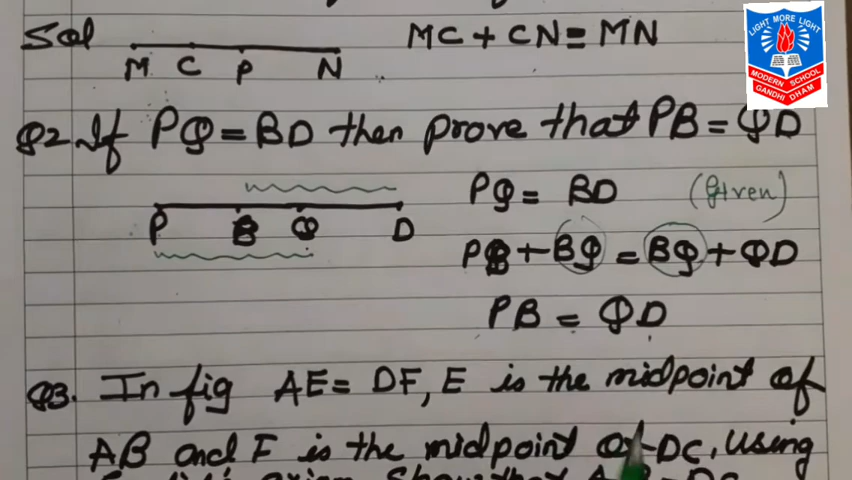 Sol
MC + CN = MN
M C P N
Q2 If PQ = BD then prove that PB = QD
PQ = BD (Given)
P B Q D
PB + BQ = BQ + QD
PB = QD
Q3. In fig AE = DF, E is the midpoint of
AB and F is the midpoint of DC, Using
LIGHT MORE LIGHT
MODERN SCHOOL
GANDHI DHAM